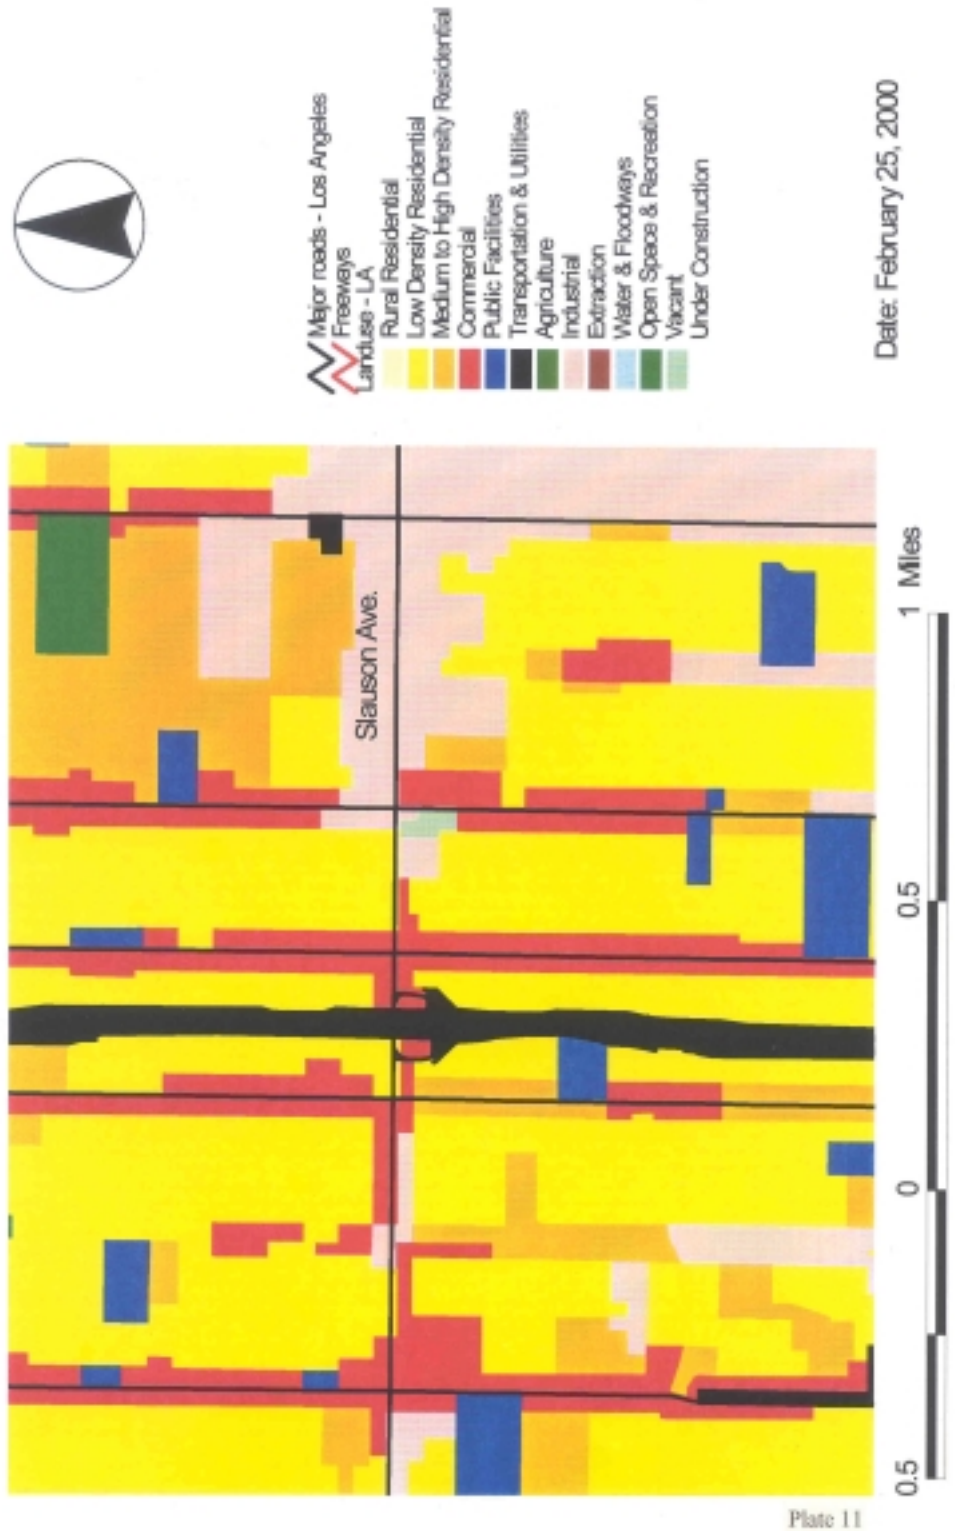 Major roads - Los Angeles
Freeways
Landuse - LA
Rural Residential
Low Density Residential
Medium to High Density Residential
Commercial
Public Facilities
Transportation & Utilities
Agriculture
Industrial
Extraction
Water & Floodways
Open Space & Recreation
Vacant
Under Construction
Date: February 25, 2000
Slauson Ave.
0.5 0 0.5 1 Miles
Plate 11